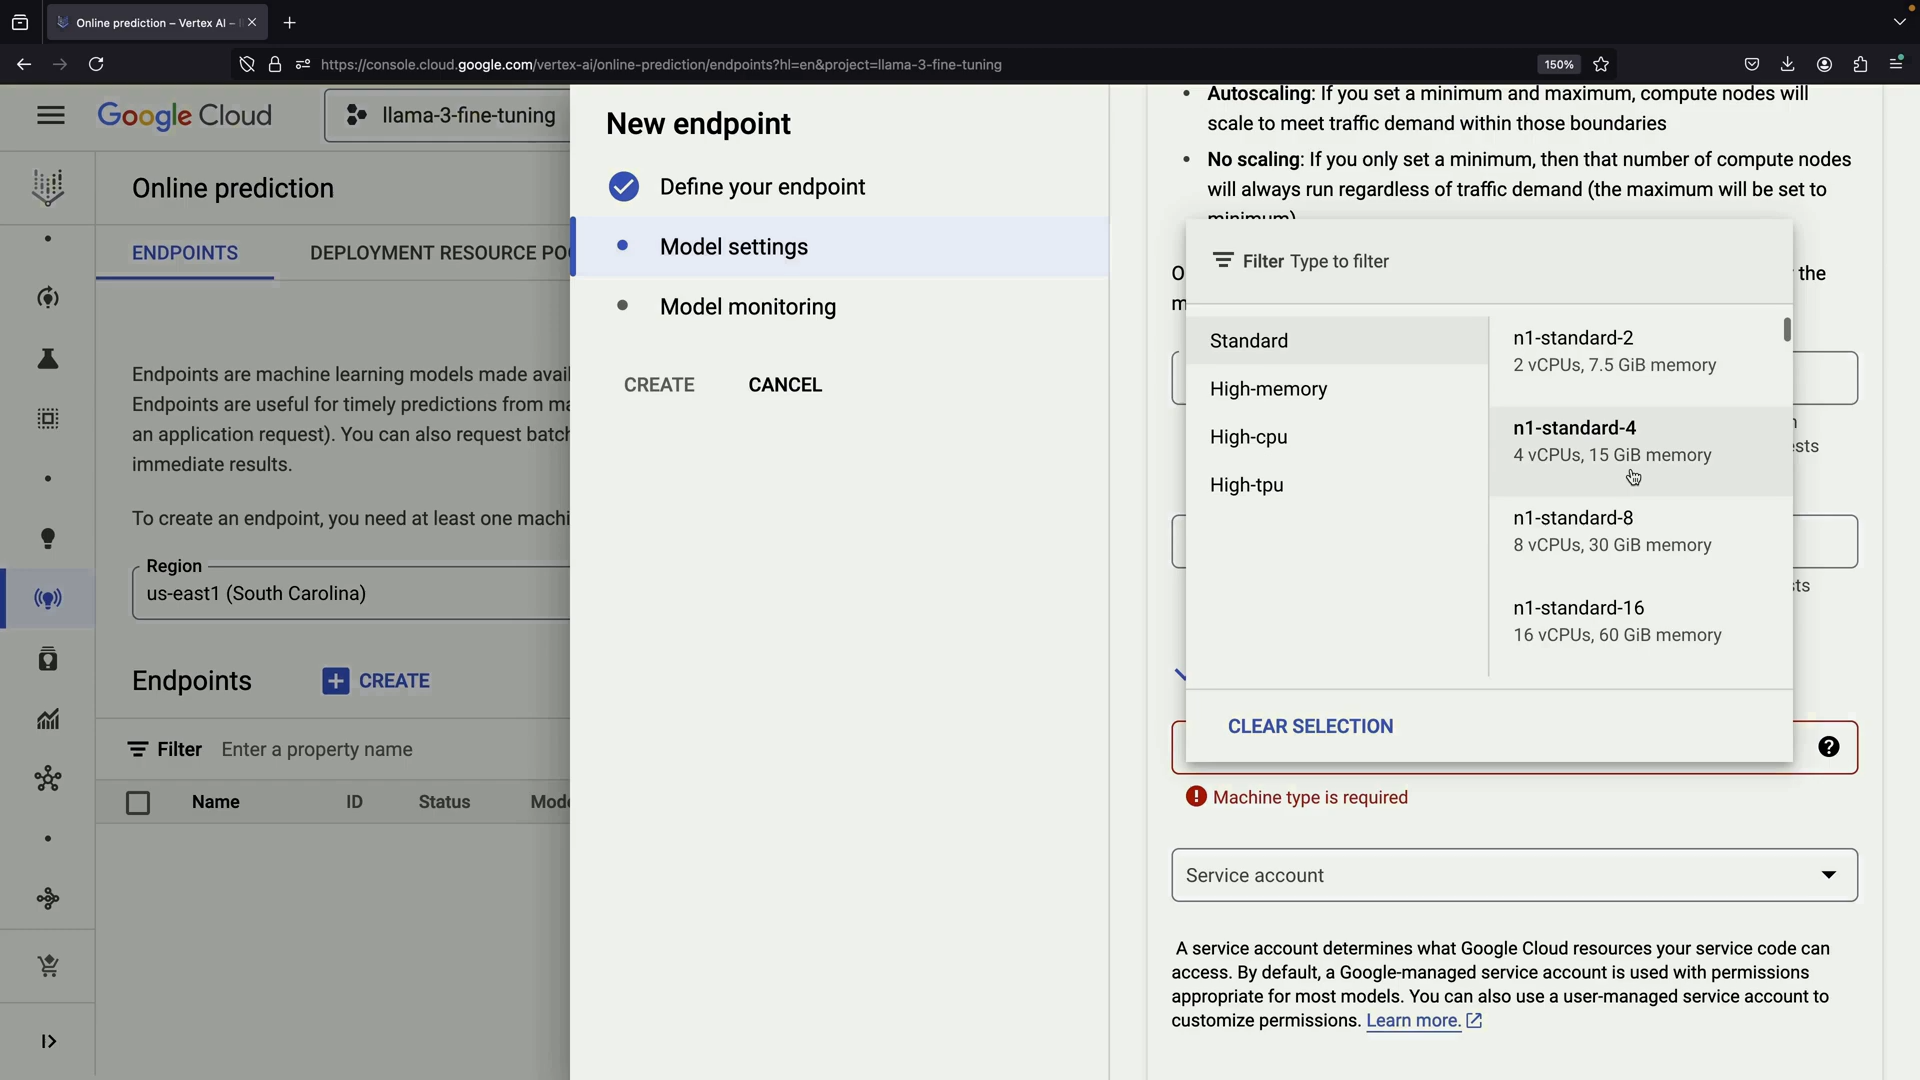 Online prediction – Vertex AI –
https://console.cloud.google.com/vertex-ai/online-prediction/endpoints?hl=en&project=llama-3-fine-tuning
150%
Google Cloud
llama-3-fine-tuning
Online prediction
ENDPOINTS
DEPLOYMENT RESOURCE PO
Endpoints are machine learning models made avai
Endpoints are useful for timely predictions from ma
an application request). You can also request batch
immediate results.
To create an endpoint, you need at least one machi
Region
us-east1 (South Carolina)
Endpoints
CREATE
Filter Enter a property name
Name ID Status Mode
New endpoint
Define your endpoint
Model settings
Model monitoring
CREATE CANCEL
• Autoscaling: If you set a minimum and maximum, compute nodes will
scale to meet traffic demand within those boundaries
• No scaling: If you only set a minimum, then that number of compute nodes
will always run regardless of traffic demand (the maximum will be set to
minimum)
the
Filter Type to filter
Standard
High-memory
High-cpu
High-tpu
n1-standard-2
2 vCPUs, 7.5 GiB memory
n1-standard-4
4 vCPUs, 15 GiB memory
n1-standard-8
8 vCPUs, 30 GiB memory
n1-standard-16
16 vCPUs, 60 GiB memory
CLEAR SELECTION
Machine type is required
Service account
A service account determines what Google Cloud resources your service code can
access. By default, a Google-managed service account is used with permissions
appropriate for most models. You can also use a user-managed service account to
customize permissions. Learn more.